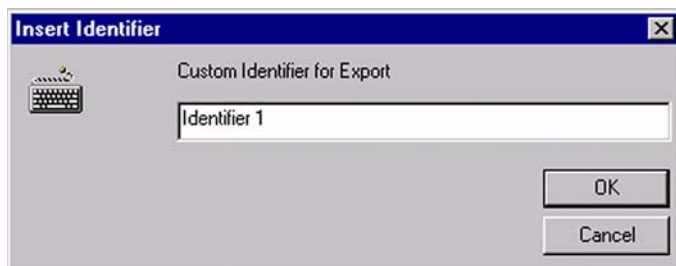 Insert Identifier
Custom Identifier for Export
Identifier 1
OK
Cancel